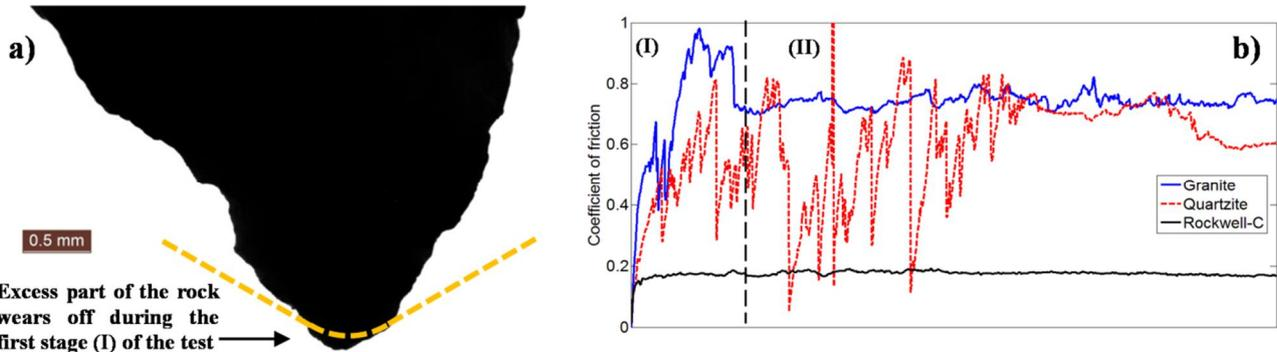 a)
0.5 mm
Excess part of the rock
wears off during the
first stage (I) of the test
1
0.8
0.6
0.4
0.2
0
Coefficient of friction
(I)
(II)
b)
Granite
Quartzite
Rockwell-C